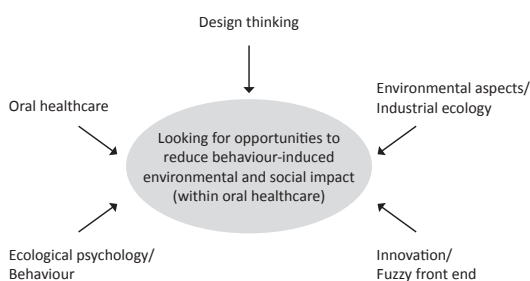 Design thinking
Oral healthcare
Environmental aspects/
Industrial ecology
Looking for opportunities to
reduce behaviour-induced
environmental and social impact
(within oral healthcare)
Ecological psychology/
Behaviour
Innovation/
Fuzzy front end